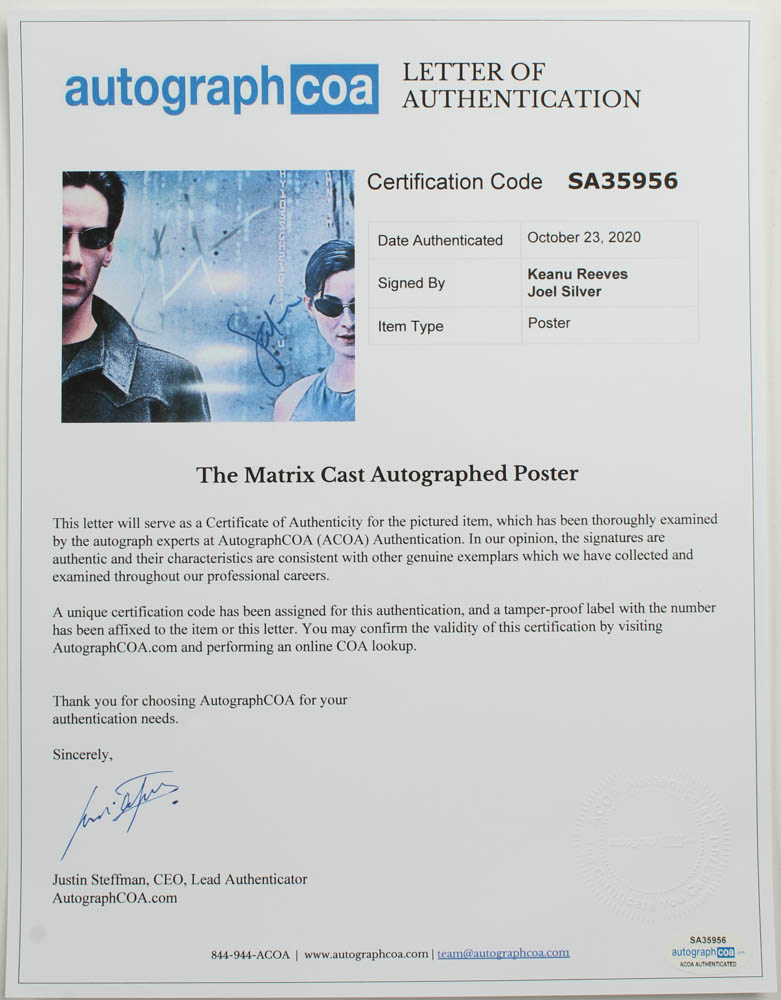 autographcoa
LETTER OF
AUTHENTICATION
Certification Code SA35956
Date Authenticated October 23, 2020
Signed By Keanu Reeves
Joel Silver
Item Type Poster
The Matrix Cast Autographed Poster
This letter will serve as a Certificate of Authenticity for the pictured item, which has been thoroughly examined
by the autograph experts at AutographCOA (ACOA) Authentication. In our opinion, the signatures are
authentic and their characteristics are consistent with other genuine exemplars which we have collected and
examined throughout our professional careers.
A unique certification code has been assigned for this authentication, and a tamper-proof label with the number
has been affixed to the item or this letter. You may confirm the validity of this certification by visiting
AutographCOA.com and performing an online COA lookup.
Thank you for choosing AutographCOA for your
authentication needs.
Sincerely,
Justin Steffman, CEO, Lead Authenticator
AutographCOA.com
844-944-ACOA | www.autographcoa.com | team@autographcoa.com
SA35956
autographcoa
ACOA AUTHENTICATED